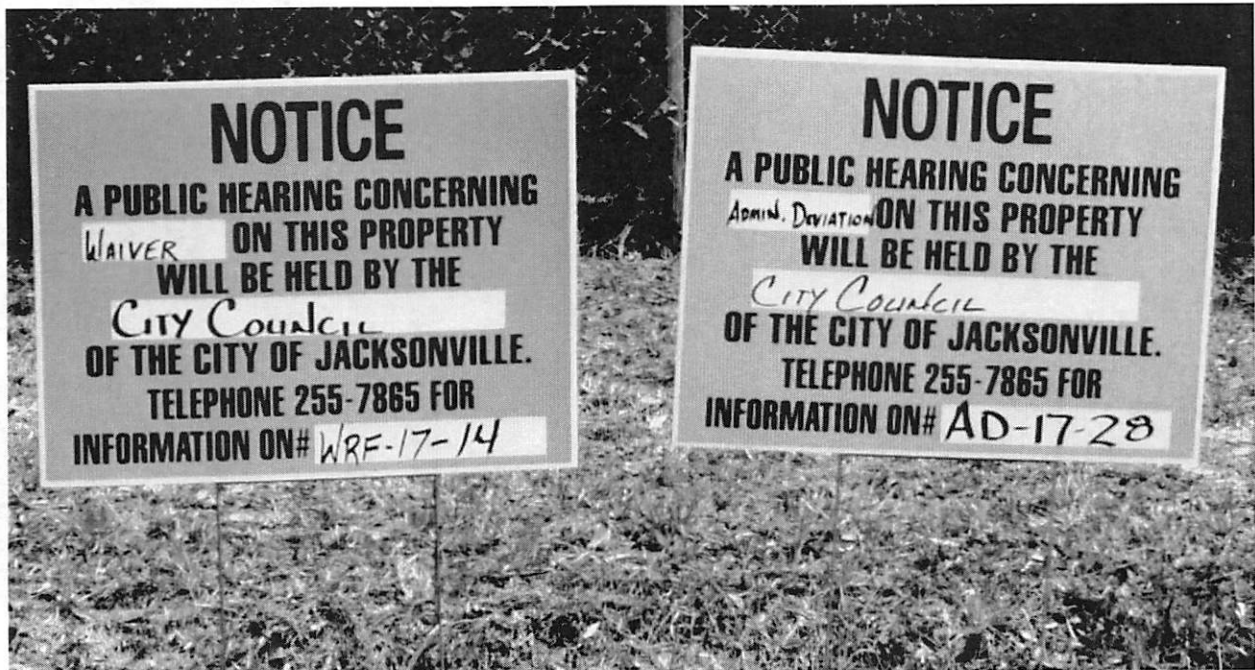 NOTICE
A PUBLIC HEARING CONCERNING
WAIVER ON THIS PROPERTY
WILL BE HELD BY THE
CITY COUNCIL
OF THE CITY OF JACKSONVILLE.
TELEPHONE 255-7865 FOR
INFORMATION ON# WRF-17-14
NOTICE
A PUBLIC HEARING CONCERNING
ADMIN. DEVIATION ON THIS PROPERTY
WILL BE HELD BY THE
CITY COUNCIL
OF THE CITY OF JACKSONVILLE.
TELEPHONE 255-7865 FOR
INFORMATION ON# AD-17-28